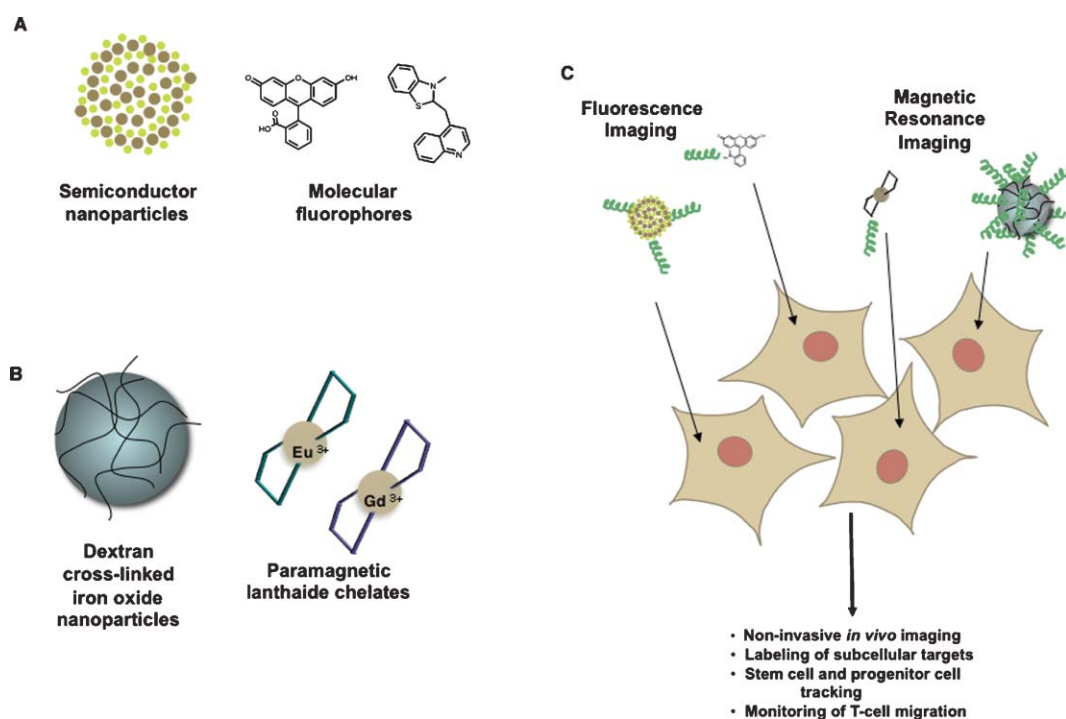 A
O
O
OH
HO
O
N
S
N
Semiconductor
nanoparticles
Molecular
fluorophores
B
Eu 3+
Gd 3+
Dextran
cross-linked
iron oxide
nanoparticles
Paramagnetic
lanthaide chelates
C
Fluorescence
Imaging
Magnetic
Resonance
Imaging
• Non-invasive in vivo imaging
• Labeling of subcellular targets
• Stem cell and progenitor cell
tracking
• Monitoring of T-cell migration